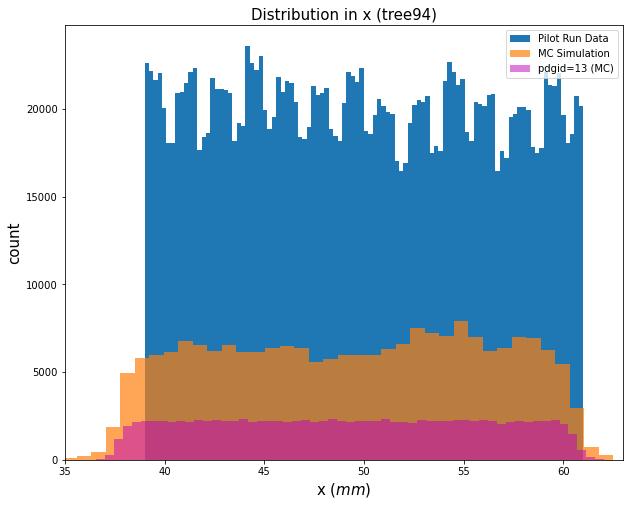 Distribution in x (tree94)
Pilot Run Data
MC Simulation
pdgid=13 (MC)
count
20000
15000
10000
5000
0
35 40 45 50 55 60
x (mm)